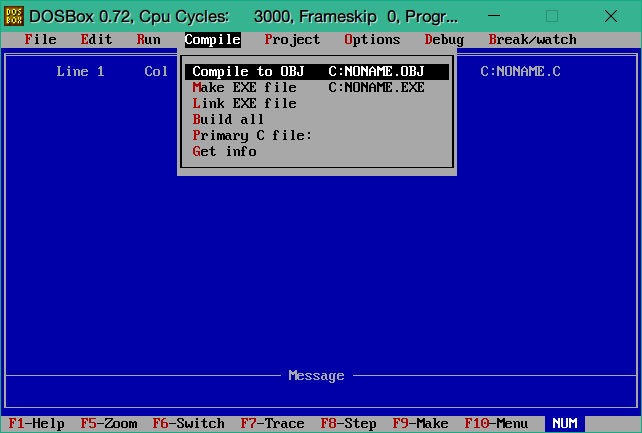 DOS BOX DOSBox 0.72, Cpu Cycles: 3000, Frameskip 0, Progr...
File Edit Run Compile Project Options Debug Break/watch
Line 1 Col C:NONAME.C
Compile to OBJ C:NONAME.OBJ
Make EXE file C:NONAME.EXE
Link EXE file
Build all
Primary C file:
Get info
Message
F1-Help F5-Zoom F6-Switch F7-Trace F8-Step F9-Make F10-Menu NUM